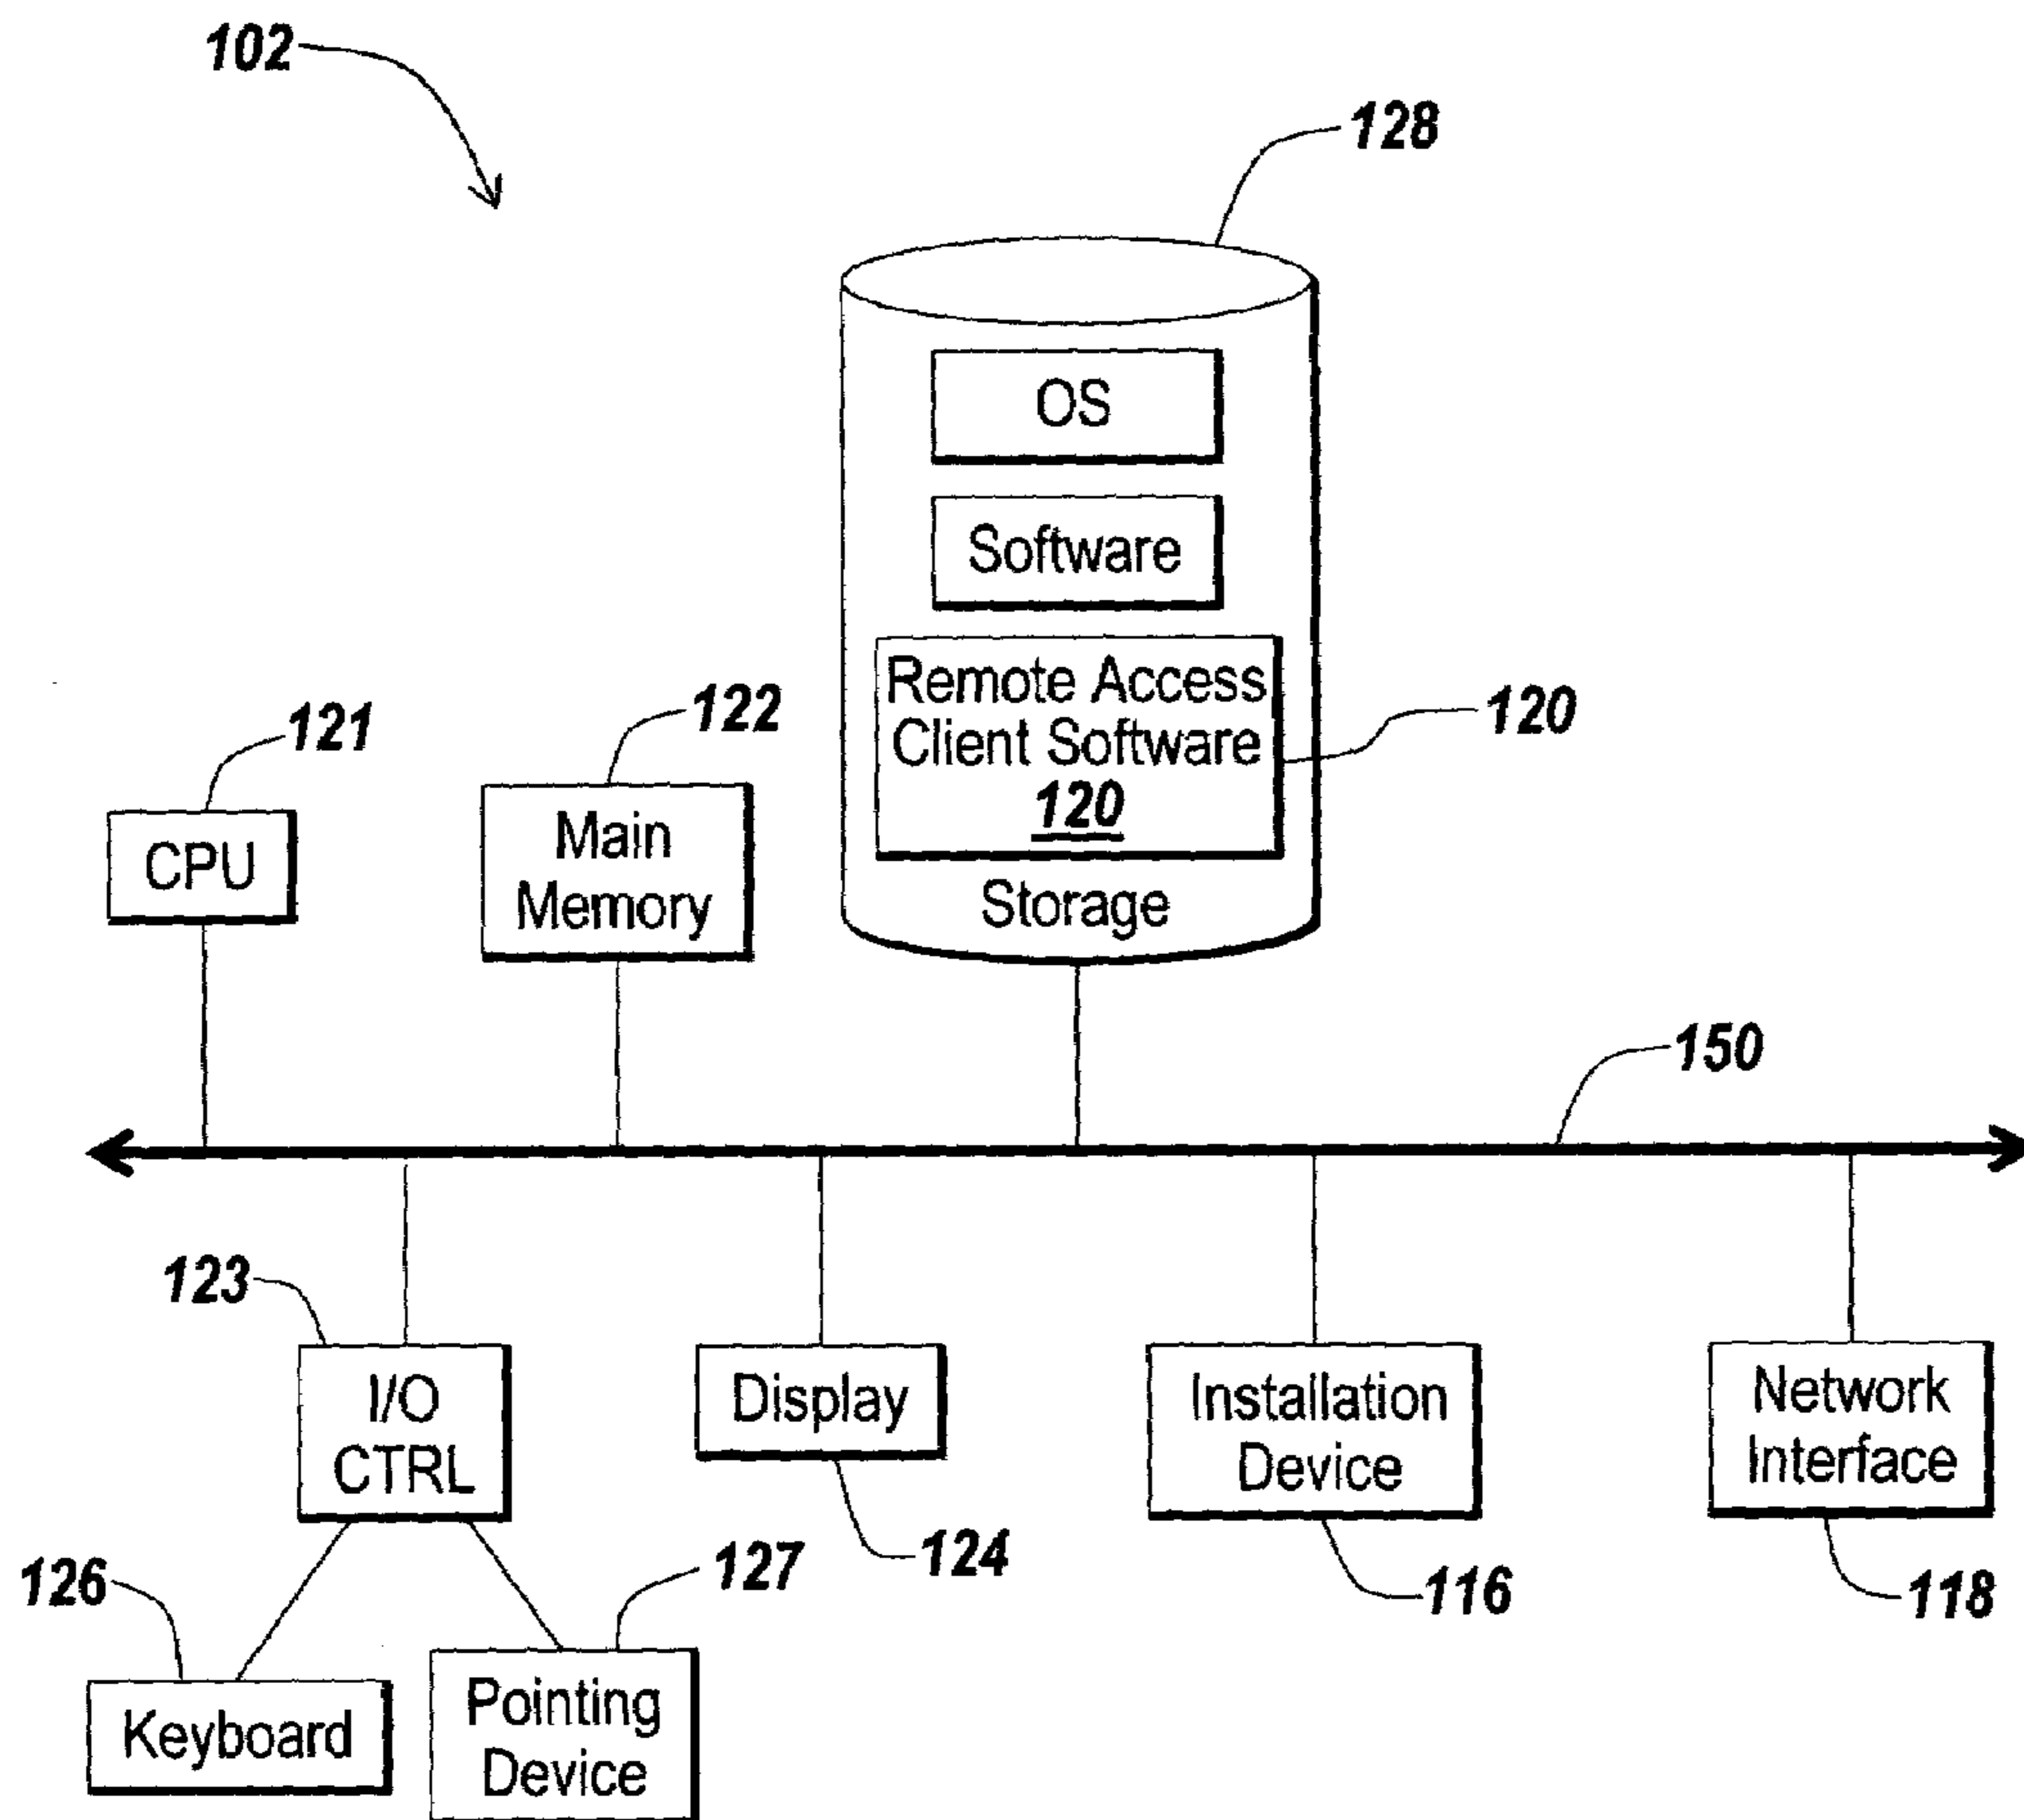 102
128
OS
Software
Remote Access
Client Software
120
120
Storage
121
CPU
122
Main
Memory
150
123
I/O
CTRL
Display
124
Installation
Device
116
Network
Interface
118
126
Keyboard
127
Pointing
Device